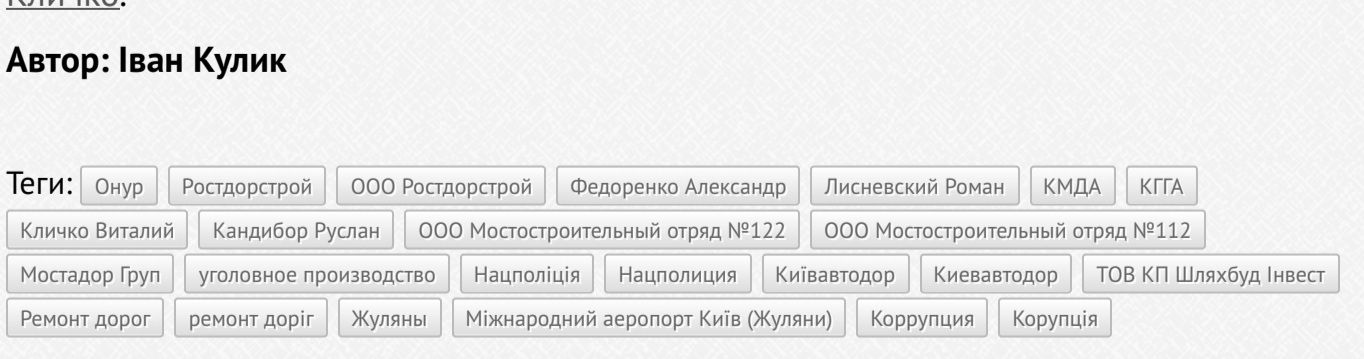 Кличко.
Автор: Іван Кулик
Теги: Онур Ростдорстрой ООО Ростдорстрой Федоренко Александр Лисневский Роман КМДА КГГА
Кличко Виталий Кандибор Руслан ООО Мостостроительный отряд №122 ООО Мостостроительный отряд №112
Мостадор Груп уголовное производство Нацполіція Нацполиция Київавтодор Киевавтодор ТОВ КП Шляхбуд Інвест
Ремонт дорог ремонт доріг Жуляны Міжнародний аеропорт Київ (Жуляни) Коррупция Корупція